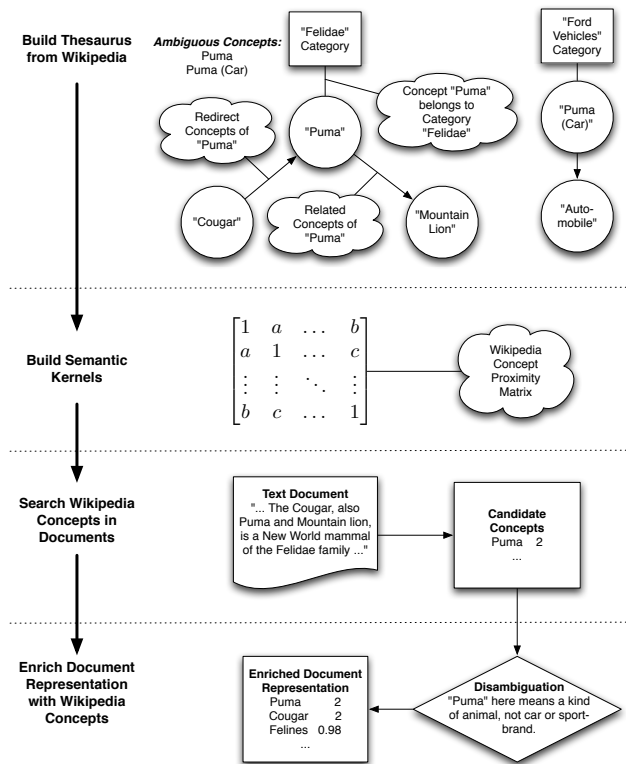 Build Thesaurus
from Wikipedia
Ambiguous Concepts:
Puma
Puma (Car)
"Felidae"
Category
"Ford
Vehicles"
Category
Redirect
Concepts of
"Puma"
"Puma"
Concept "Puma"
belongs to
Category
"Felidae"
"Puma
(Car)"
"Cougar"
Related
Concepts of
"Puma"
"Mountain
Lion"
"Auto-
mobile"
Build Semantic
Kernels
1 a … b
a 1 … c
⋮ ⋮ ⋱ ⋮
b c … 1
Wikipedia
Concept
Proximity
Matrix
Search Wikipedia
Concepts in
Documents
Text Document
"... The Cougar, also
Puma and Mountain lion,
is a New World mammal
of the Felidae family ..."
Candidate
Concepts
Puma 2
...
Enrich Document
Representation
with Wikipedia
Concepts
Enriched Document
Representation
Puma 2
Cougar 2
Felines 0.98
...
Disambiguation
"Puma" here means a kind
of animal, not car or sport-
brand.